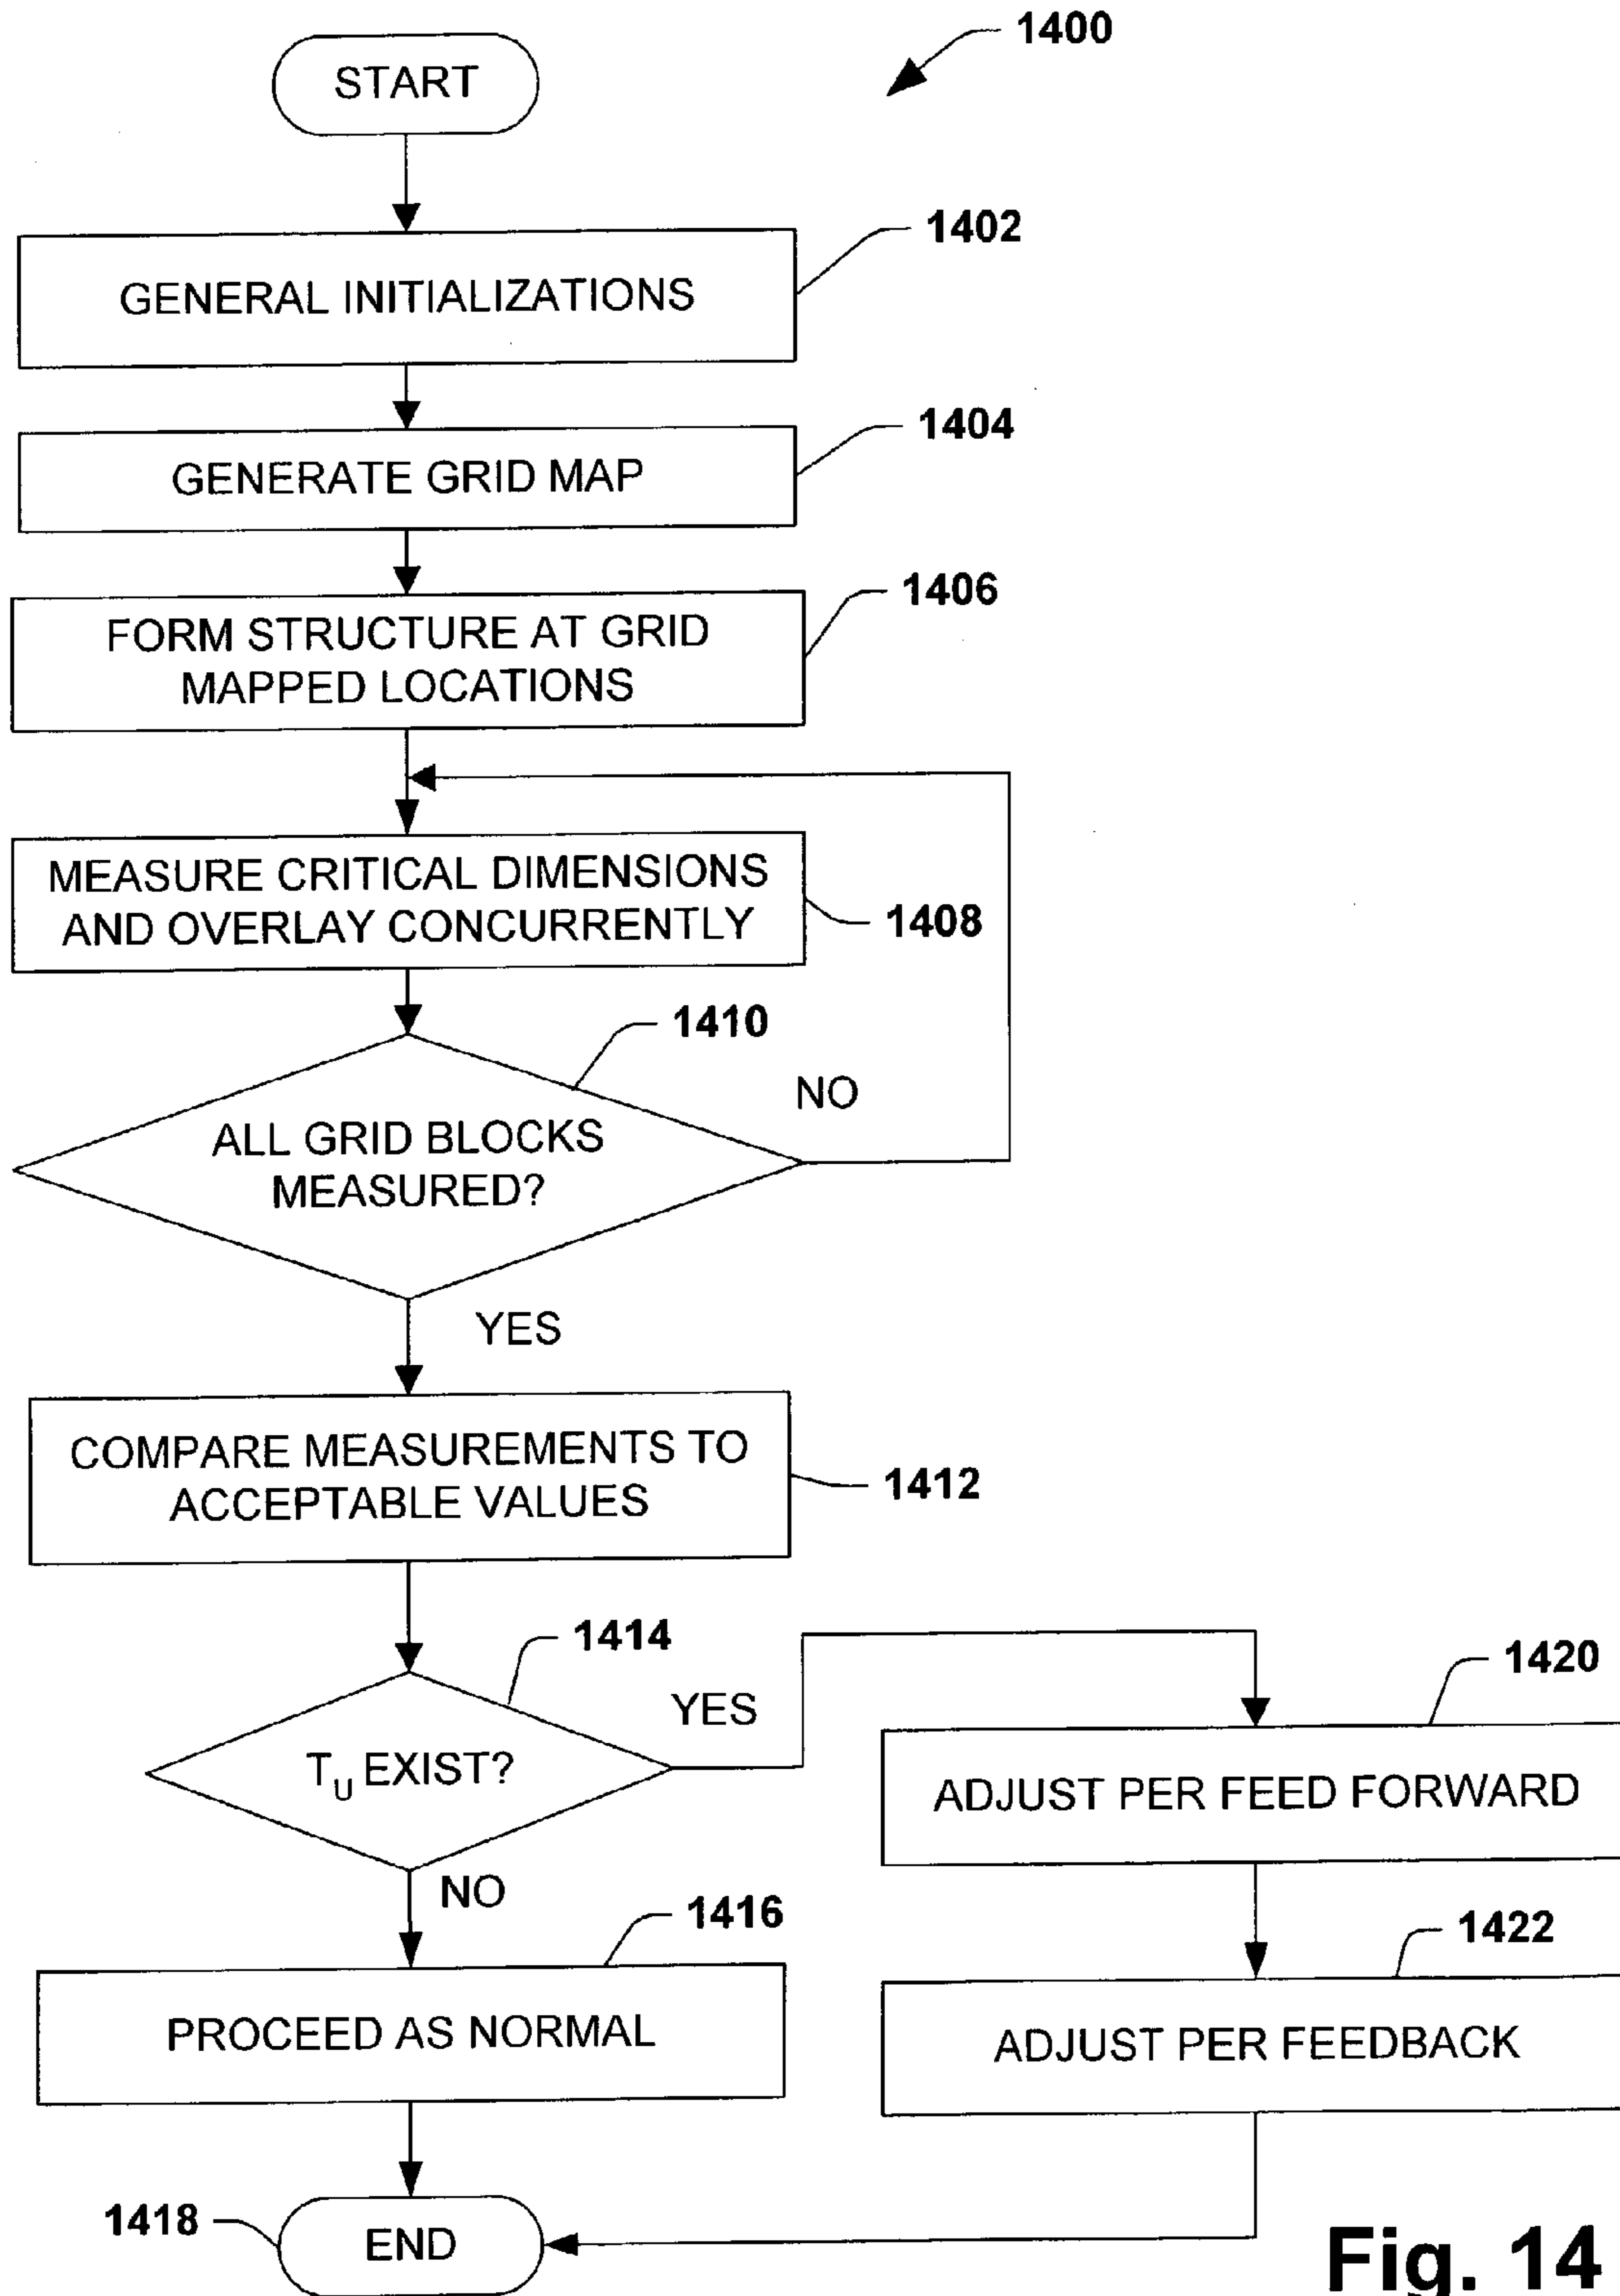 1400
START
1402
GENERAL INITIALIZATIONS
1404
GENERATE GRID MAP
1406
FORM STRUCTURE AT GRID
MAPPED LOCATIONS
MEASURE CRITICAL DIMENSIONS
AND OVERLAY CONCURRENTLY
1408
1410
NO
ALL GRID BLOCKS
MEASURED?
YES
COMPARE MEASUREMENTS TO
ACCEPTABLE VALUES
1412
1414
YES
1420
TU EXIST?
ADJUST PER FEED FORWARD
NO
1416
1422
PROCEED AS NORMAL
ADJUST PER FEEDBACK
1418
END
Fig. 14